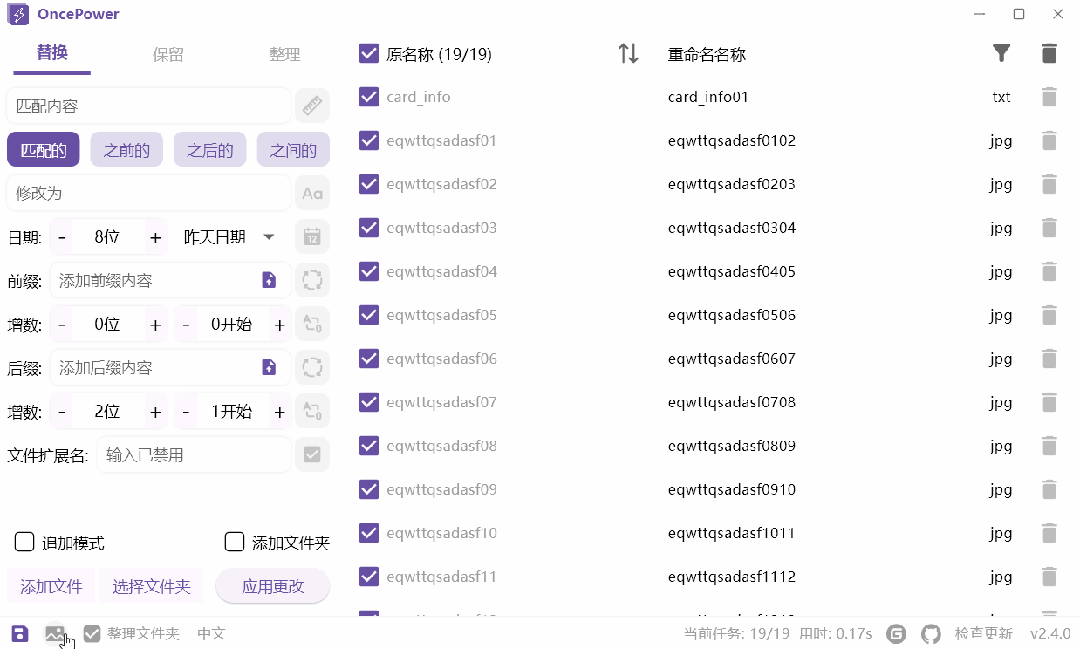 OncePower
替换 保留 整理
匹配内容
匹配的 之前的 之后的 之间的
修改为 Aa
日期: - 8位 + 昨天日期 12
前缀: 添加前缀内容
增数: - 0位 + - 0开始 +
后缀: 添加后缀内容
增数: - 2位 + - 1开始 +
文件扩展名: 输入已禁用
追加模式 添加文件夹
添加文件 选择文件夹 应用更改
原名称 (19/19) 重命名名称
card_info card_info01 txt
eqwttqsadasf01 eqwttqsadasf0102 jpg
eqwttqsadasf02 eqwttqsadasf0203 jpg
eqwttqsadasf03 eqwttqsadasf0304 jpg
eqwttqsadasf04 eqwttqsadasf0405 jpg
eqwttqsadasf05 eqwttqsadasf0506 jpg
eqwttqsadasf06 eqwttqsadasf0607 jpg
eqwttqsadasf07 eqwttqsadasf0708 jpg
eqwttqsadasf08 eqwttqsadasf0809 jpg
eqwttqsadasf09 eqwttqsadasf0910 jpg
eqwttqsadasf10 eqwttqsadasf1011 jpg
eqwttqsadasf11 eqwttqsadasf1112 jpg
整理文件夹 中文 当前任务: 19/19 用时: 0.17s 检查更新 v2.4.0